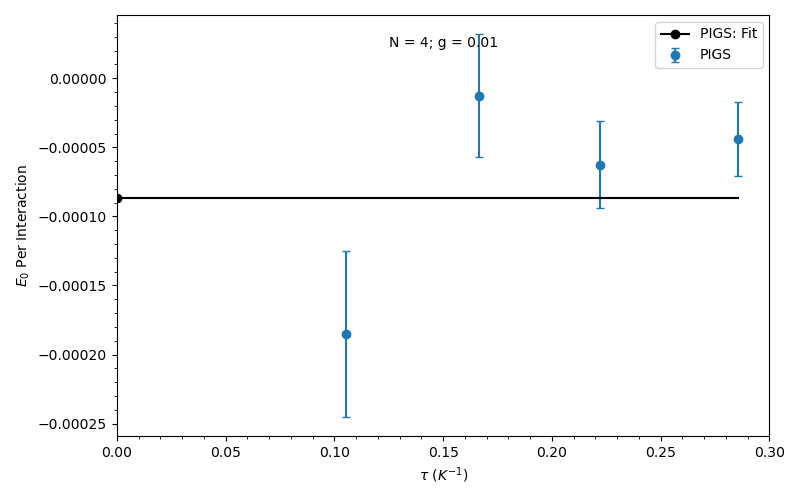 N = 4; g = 0.01
PIGS: Fit
PIGS
0.00000
−0.00005
−0.00010
−0.00015
−0.00020
−0.00025
E₀ Per Interaction
0.00 0.05 0.10 0.15 0.20 0.25 0.30
τ (K⁻¹)